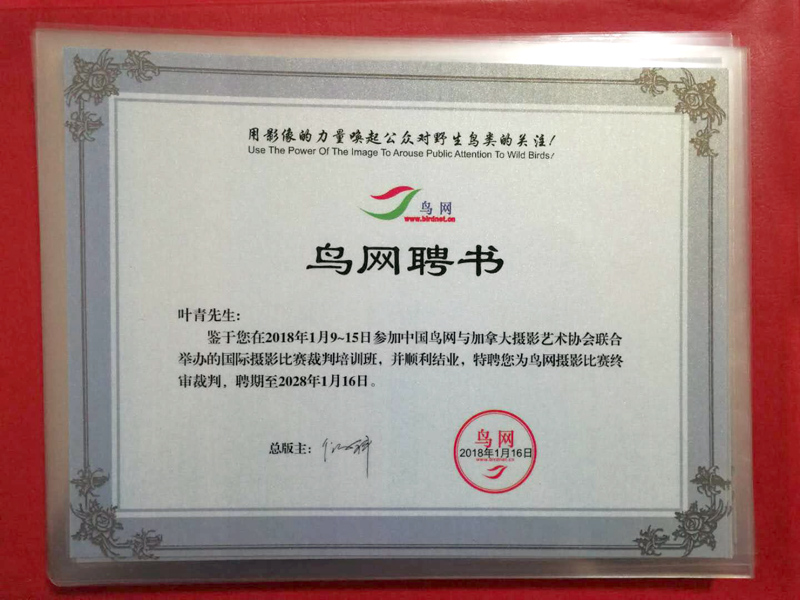 用影像的力量唤起公众对野生鸟类的关注!
Use The Power Of The Image To Arouse Public Attention To Wild Birds!
鸟网
www.birdnet.cn
鸟网聘书
叶青先生:
鉴于您在2018年1月9~15日参加中国鸟网与加拿大摄影艺术协会联合
举办的国际摄影比赛裁判培训班，并顺利结业，特聘您为鸟网摄影比赛终
审裁判，聘期至2028年1月16日。
总版主:
鸟网
2018年1月16日
www.birdnet.cn